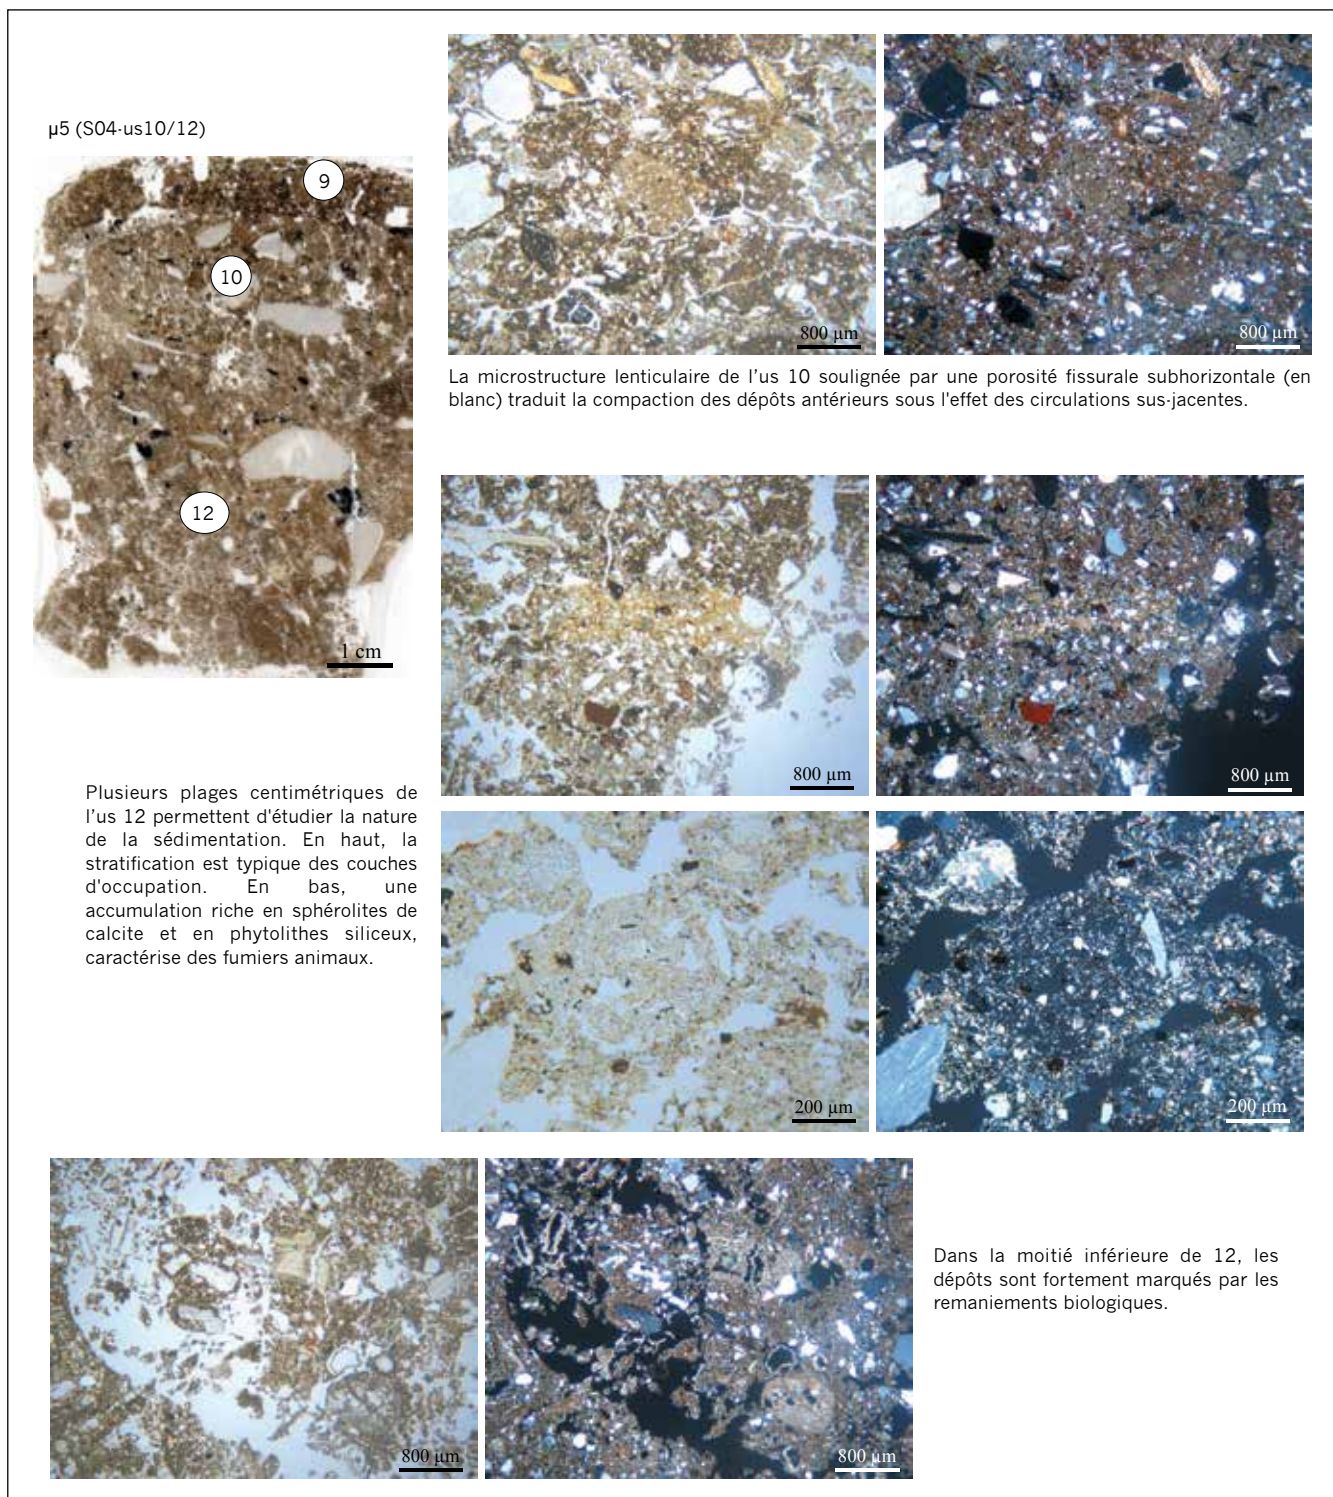 µ5 (S04-us10/12)
9
10
12
1 cm
800 µm
800 µm
La microstructure lenticulaire de l'us 10 soulignée par une porosité fissurale subhorizontale (en
blanc) traduit la compaction des dépôts antérieurs sous l'effet des circulations sus-jacentes.
800 µm
800 µm
Plusieurs plages centimétriques de
l'us 12 permettent d'étudier la nature
de la sédimentation. En haut, la
stratification est typique des couches
d'occupation. En bas, une
accumulation riche en sphérolites de
calcite et en phytolithes siliceux,
caractérise des fumiers animaux.
200 µm
200 µm
800 µm
800 µm
Dans la moitié inférieure de 12, les
dépôts sont fortement marqués par les
remaniements biologiques.